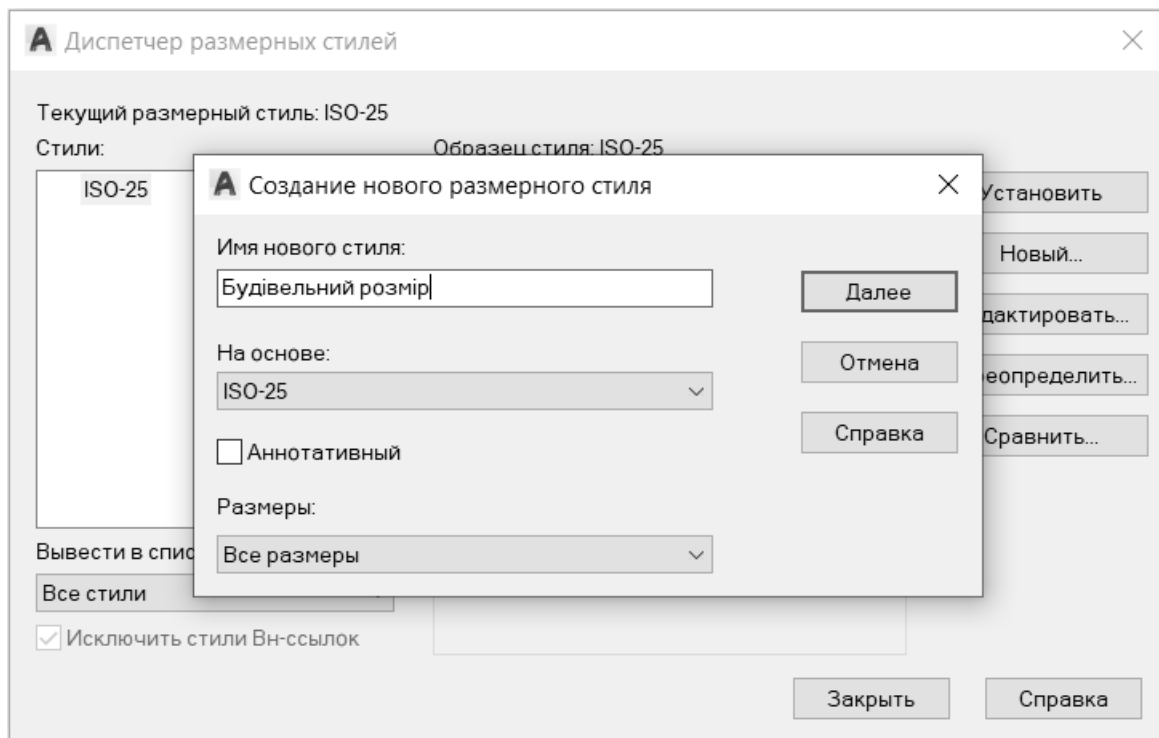 Диспетчер размерных стилей
Текущий размерный стиль: ISO-25
Стили:
Образец стиля: ISO-25
ISO-25
Создание нового размерного стиля
Имя нового стиля:
Будівельний розмір
На основе:
ISO-25
Аннотативный
Размеры:
Все размеры
Далее
Отмена
Справка
Установить
Новый...
дактировать...
еопределить...
Сравнить...
Вывести в спис
Все стили
Исключить стили Вн-ссылок
Закрыть
Справка